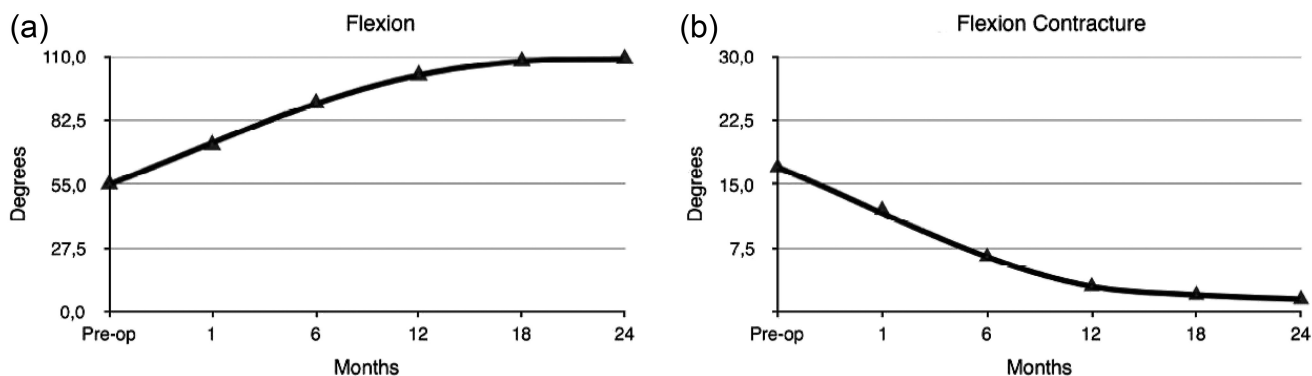 (a)
Flexion
110,0
82,5
55,0
27,5
0,0
Degrees
Pre-op 1 6 12 18 24
Months
(b)
Flexion Contracture
30,0
22,5
15,0
7,5
Degrees
Pre-op 1 6 12 18 24
Months